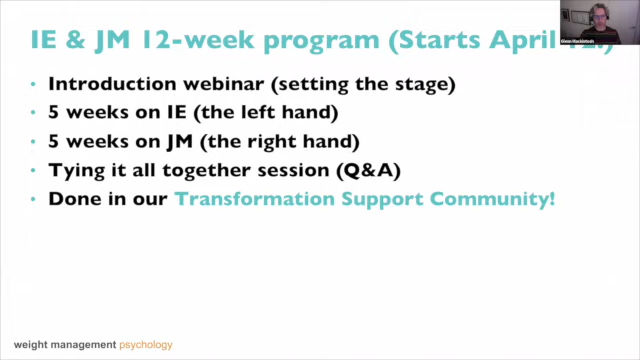 IE & JM 12-week program (Starts April 12!)
Introduction webinar (setting the stage)
5 weeks on IE (the left hand)
5 weeks on JM (the right hand)
Tying it all together session (Q&A)
Done in our Transformation Support Community!
weight management psychology
Glenn Mackintosh